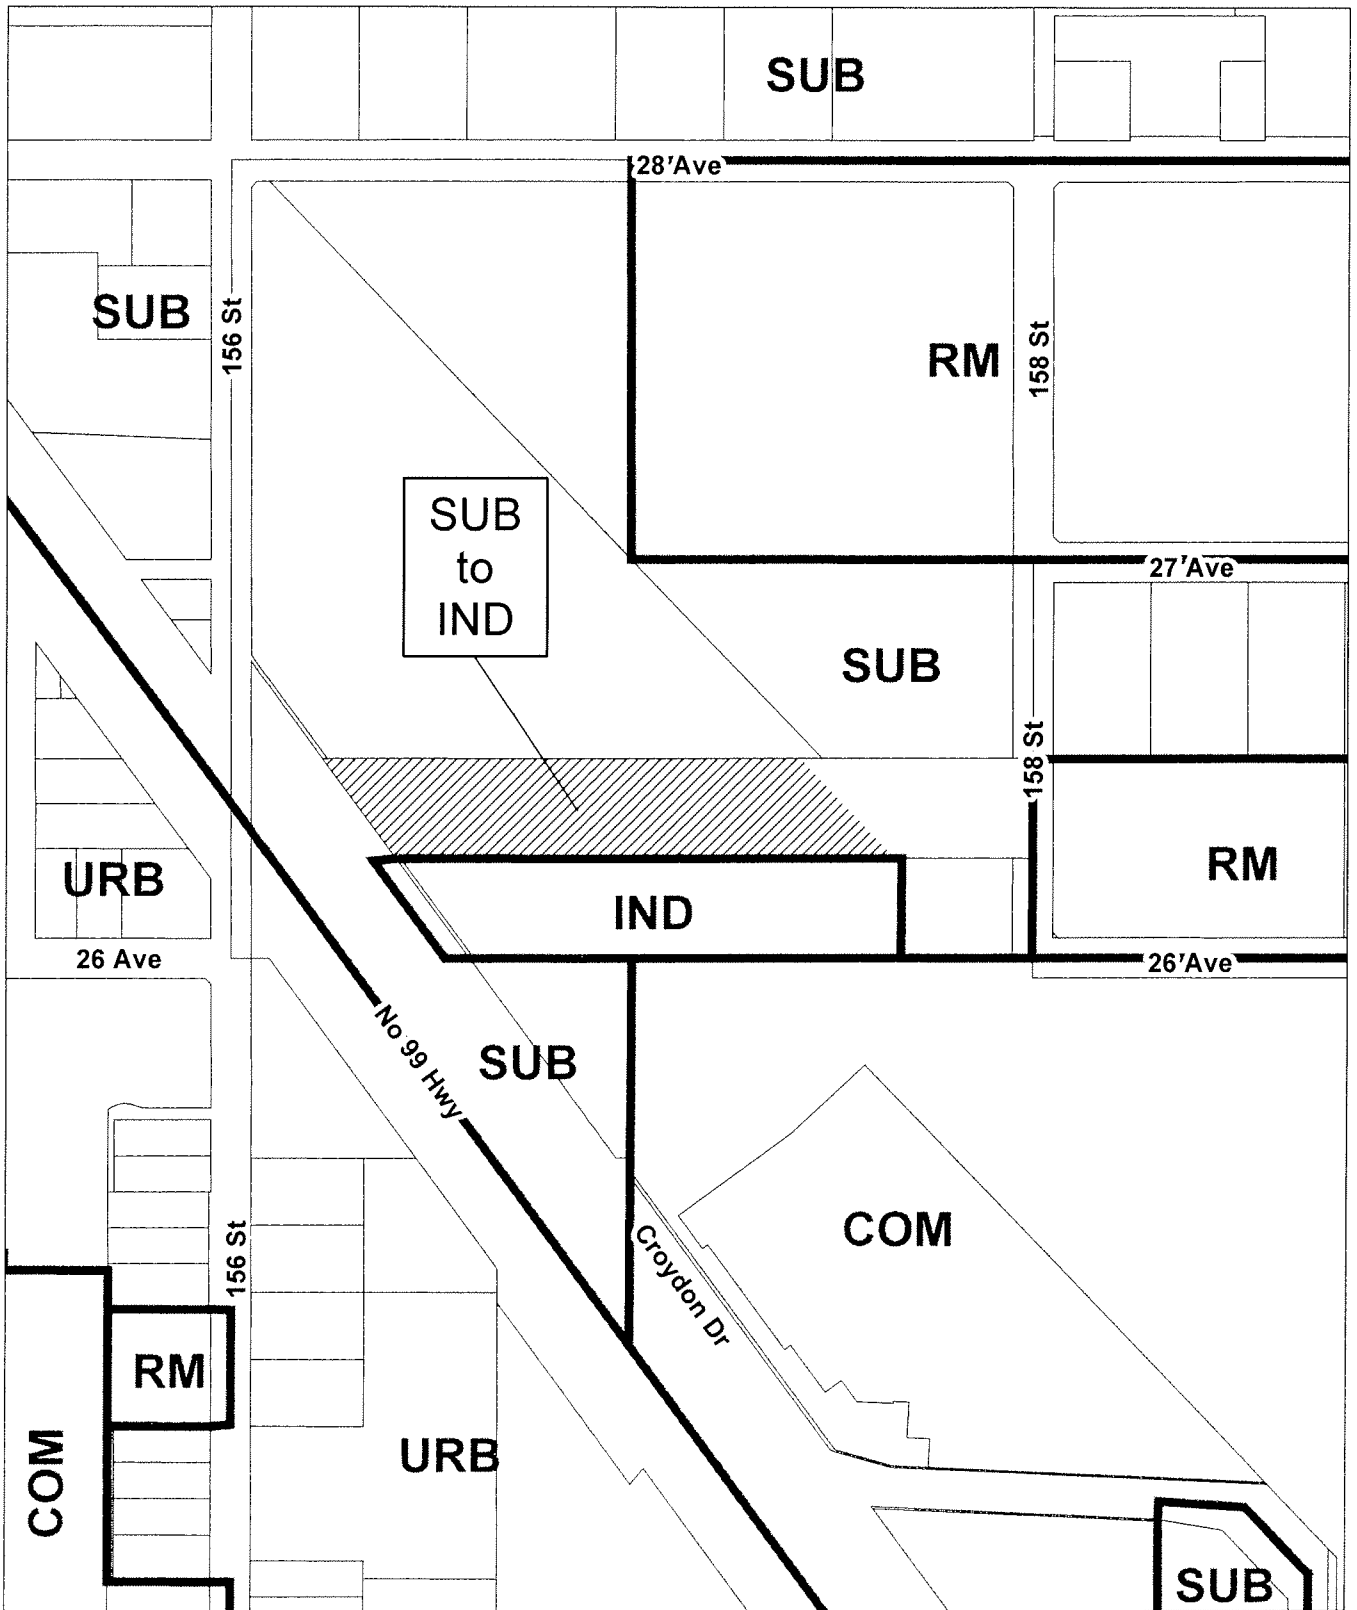 SUB
28 Ave
SUB
156 St
RM
158 St
SUB
to
IND
27 Ave
SUB
158 St
URB
IND
RM
26 Ave
26 Ave
No 99 Hwy
SUB
COM
156 St
Croydon Dr
RM
COM
URB
SUB